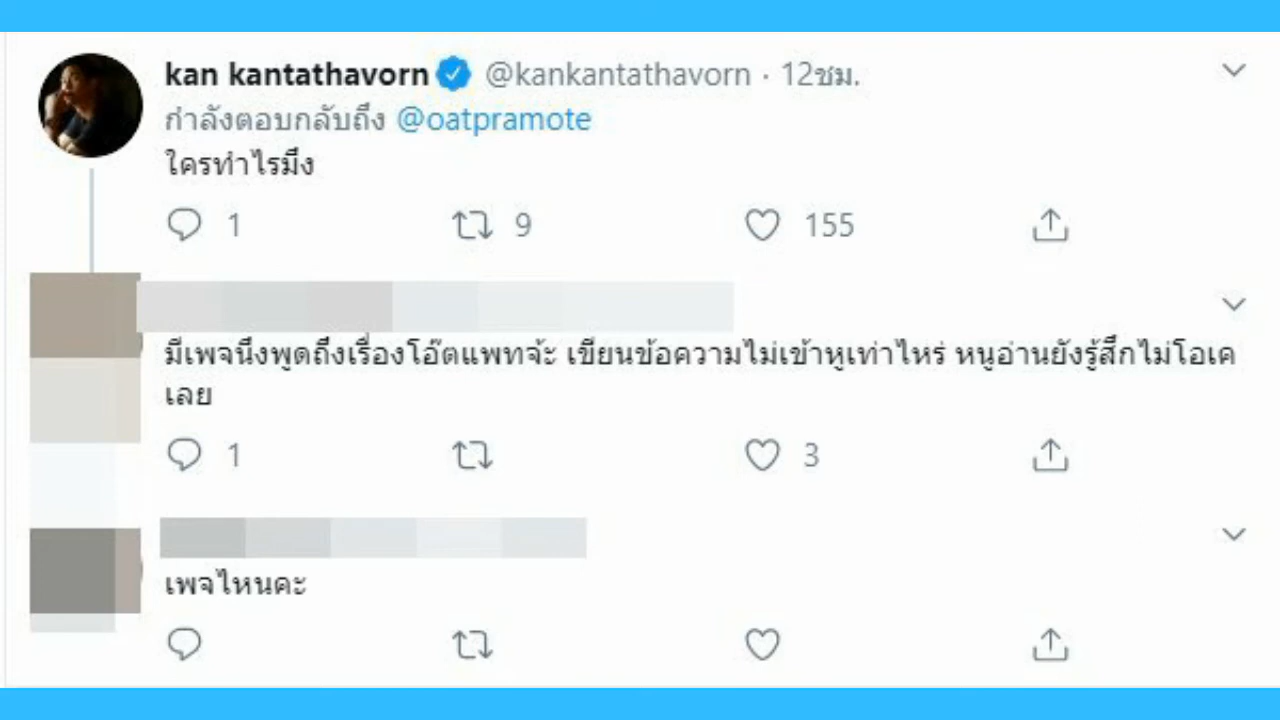 kan kantathavorn @kankantathavorn · 12ชม.
กำลังตอบกลับถึง @oatpramote
ใครทำไรมึง
1 9 155
มีเพจนึงพูดถึงเรื่องโอ๊ตแพทจ้ะ เขียนข้อความไม่เข้าหูเท่าไหร่ หนูอ่านยังรู้สึกไม่โอเค
เลย
1 3
เพจไหนคะ